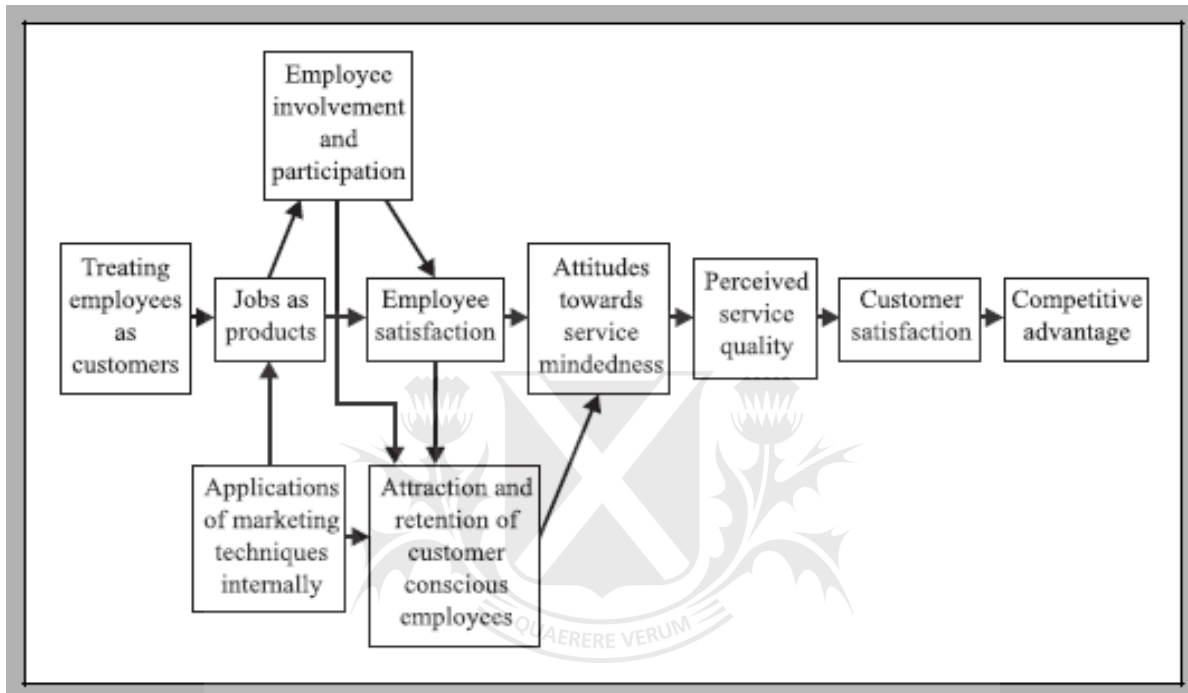 Employee
involvement
and
participation
Treating
employees
as
customers
Jobs as
products
Employee
satisfaction
Attitudes
towards
service
mindedness
Perceived
service
quality
Customer
satisfaction
Competitive
advantage
Applications
of marketing
techniques
internally
Attraction and
retention of
customer
conscious
employees
QUAERERE VERUM